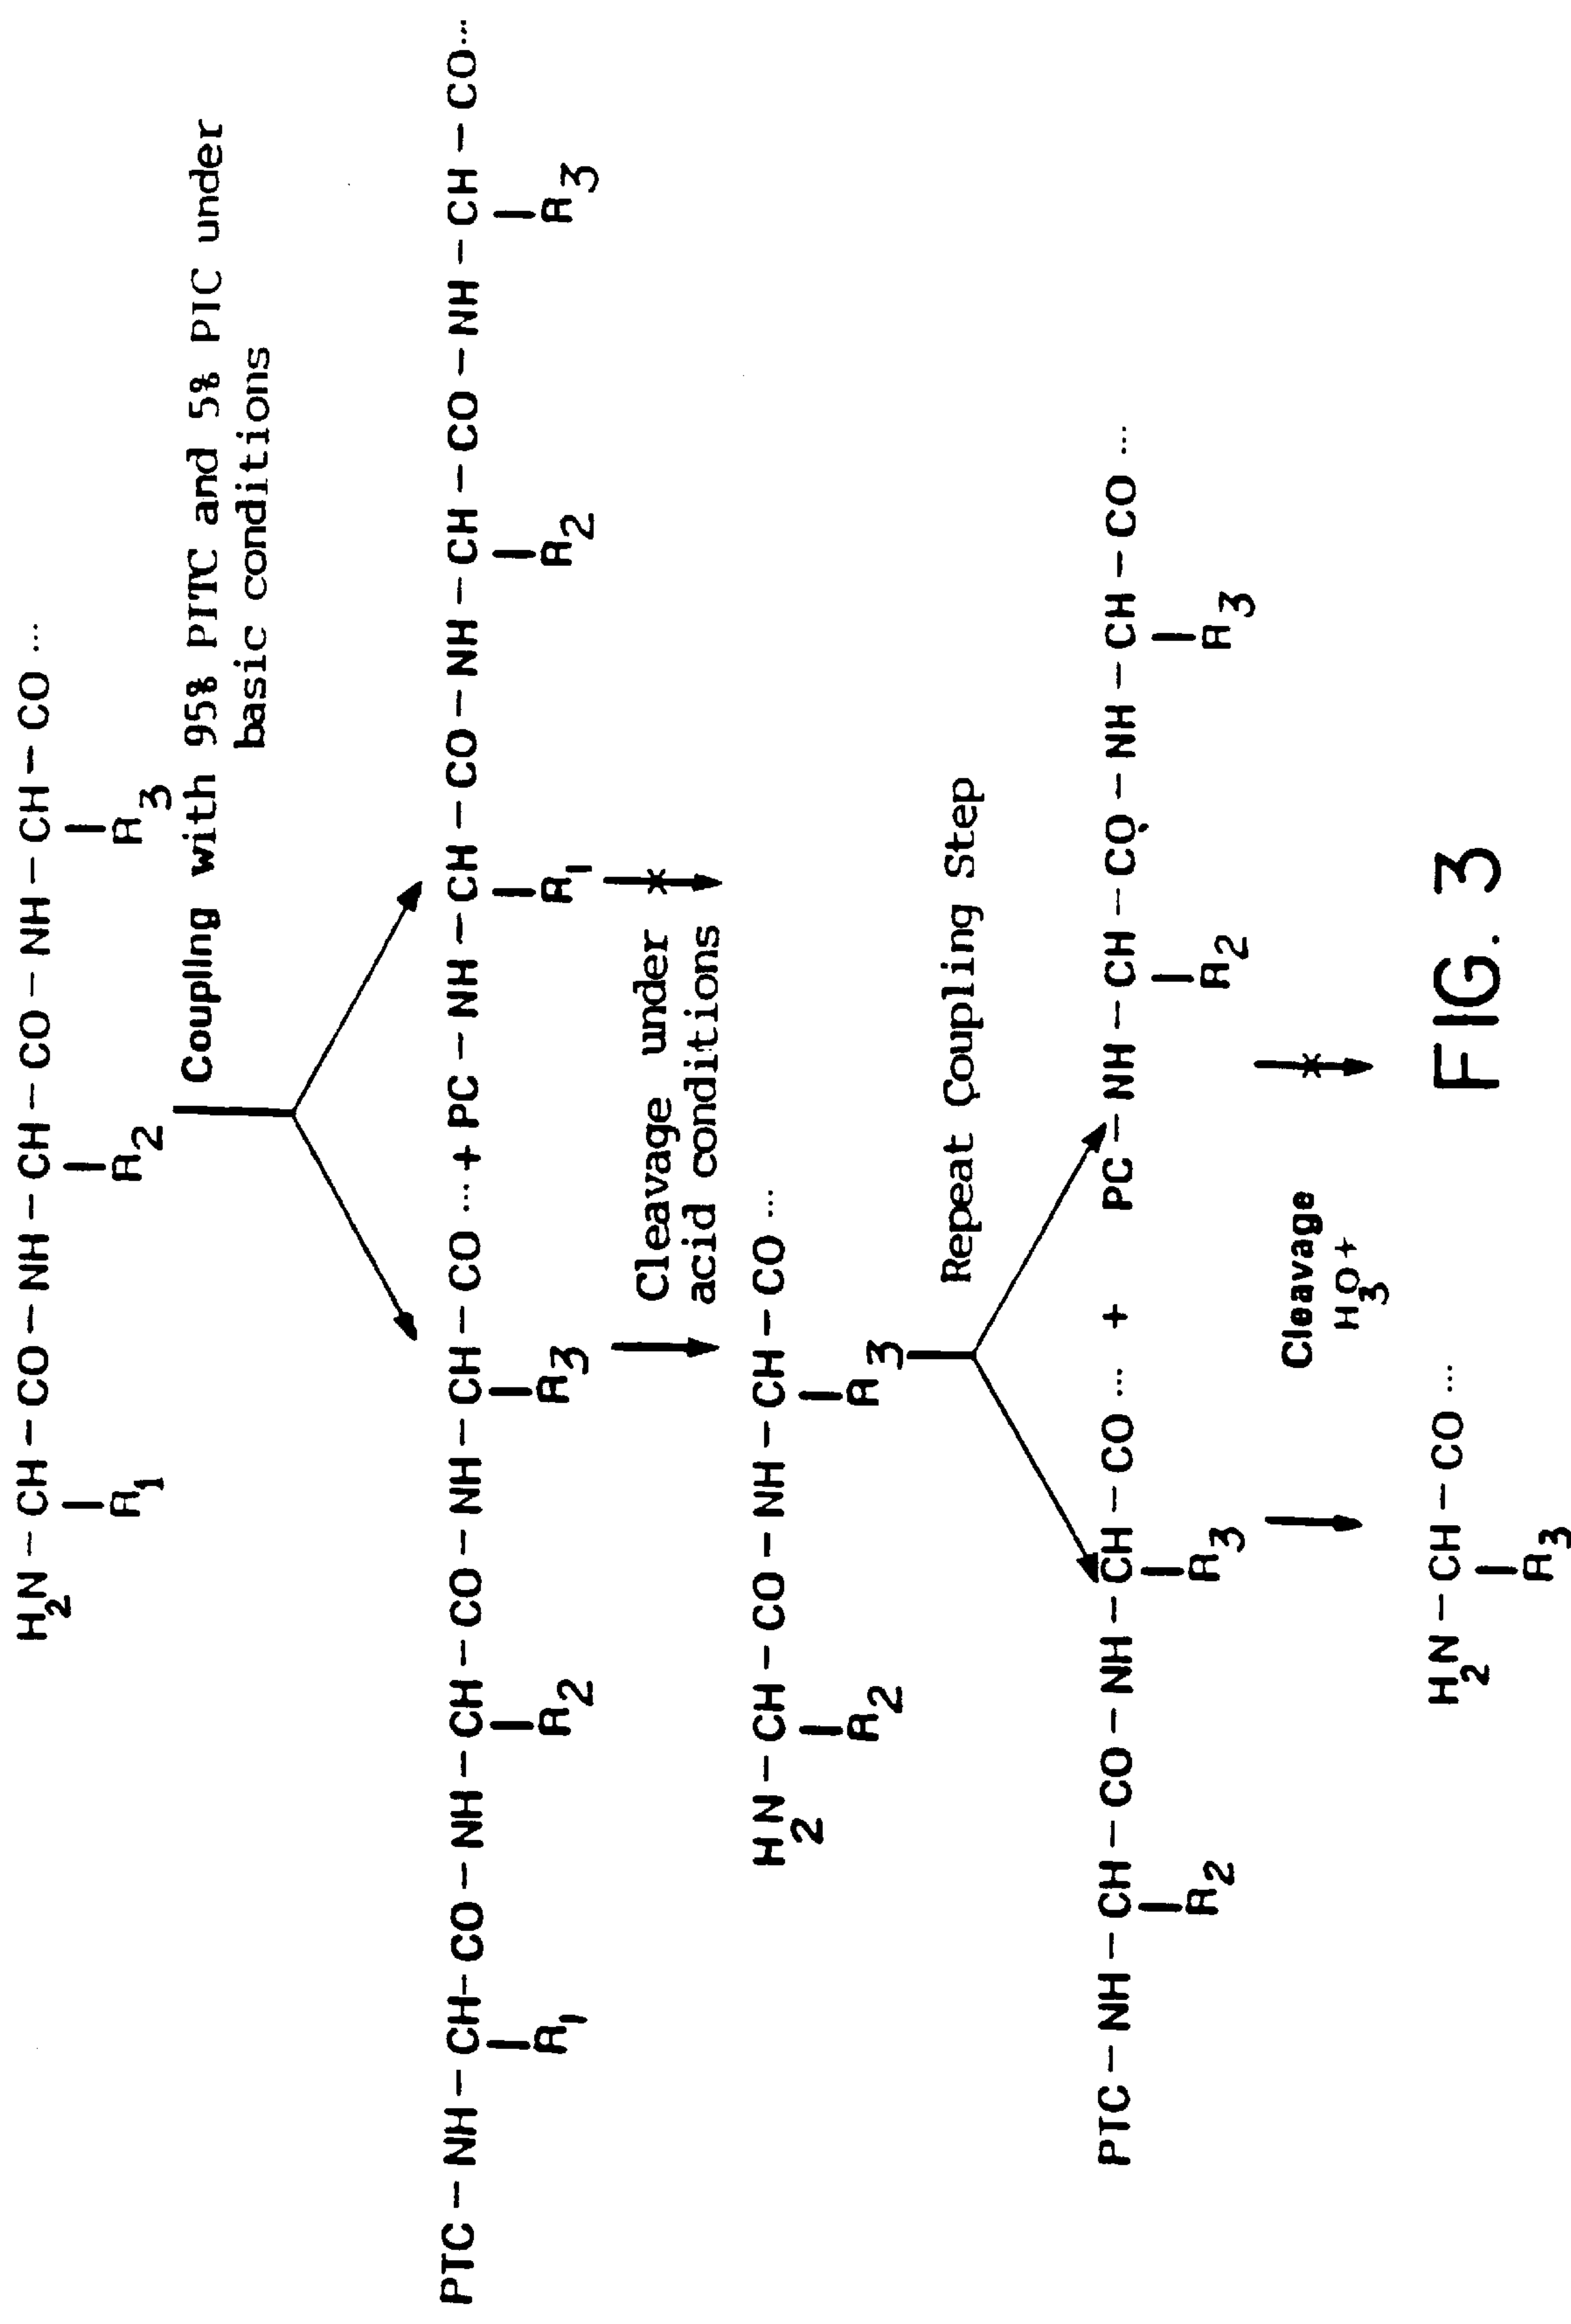 H2N–CH–CO–NH–CH–CO–NH–CH–CO...
R1 R2 R3
Coupling with 95% PITC and 5% PIC under
basic conditions
PTC–NH–CH–CO–NH–CH–CO–NH–CH–CO...+PC–NH–CH–CO–NH–CH–CO–NH–CH–CO...
R1 R2 R3 R1 R2 R3
Cleavage under
acid conditions
H2N–CH–CO–NH–CH–CO...
R2 R3
Repeat Coupling Step
PTC–NH–CH–CO–NH–CH–CO... + PC–NH–CH–CO–NH–CH–CO...
R2 R3 R2 R3
Cleavage
H3O+
H2N–CH–CO...
R3
FIG. 3